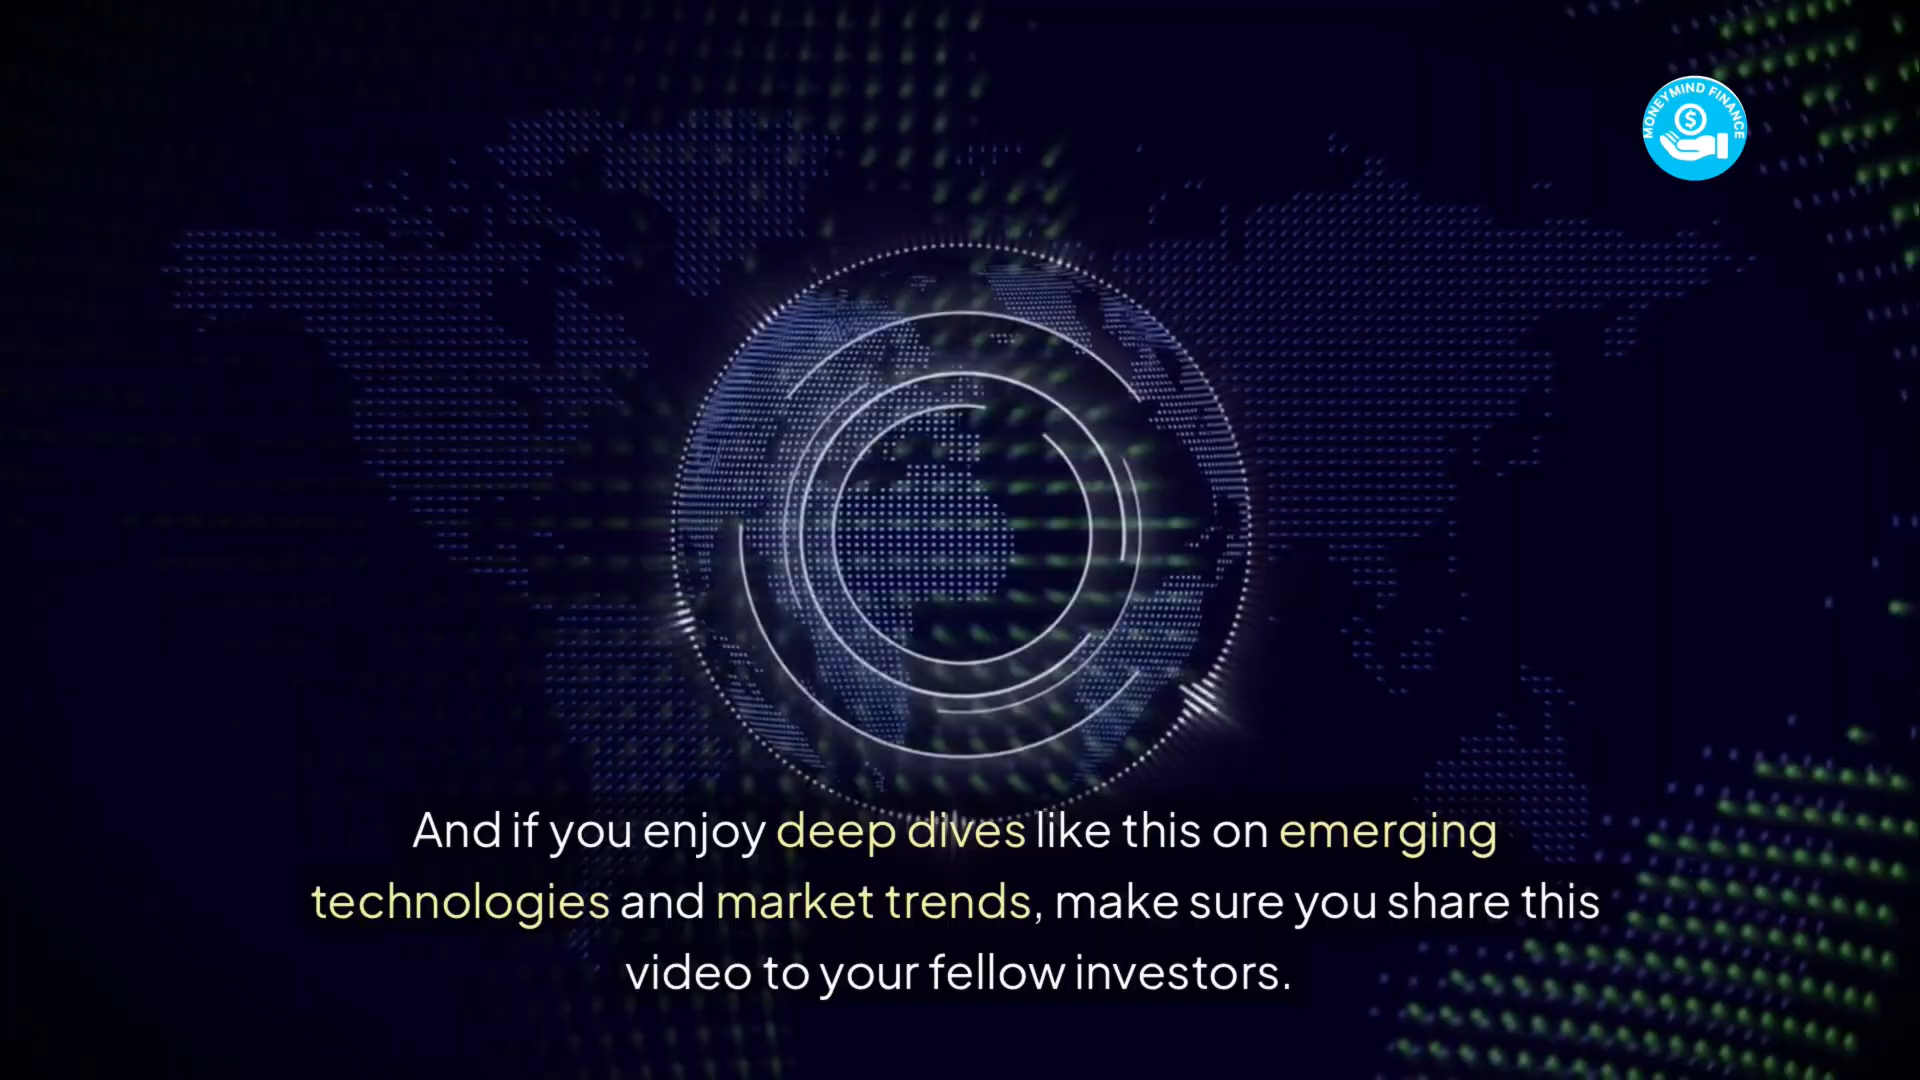 MONEYMIND FINANCE
$
And if you enjoy deep dives like this on emerging
technologies and market trends, make sure you share this
video to your fellow investors.